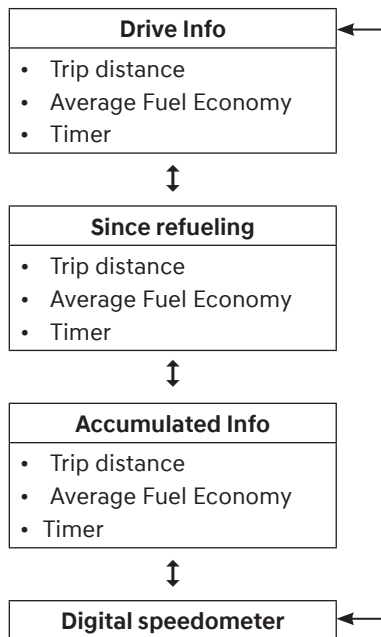 Drive Info
• Trip distance
• Average Fuel Economy
• Timer
Since refueling
• Trip distance
• Average Fuel Economy
• Timer
Accumulated Info
• Trip distance
• Average Fuel Economy
• Timer
Digital speedometer